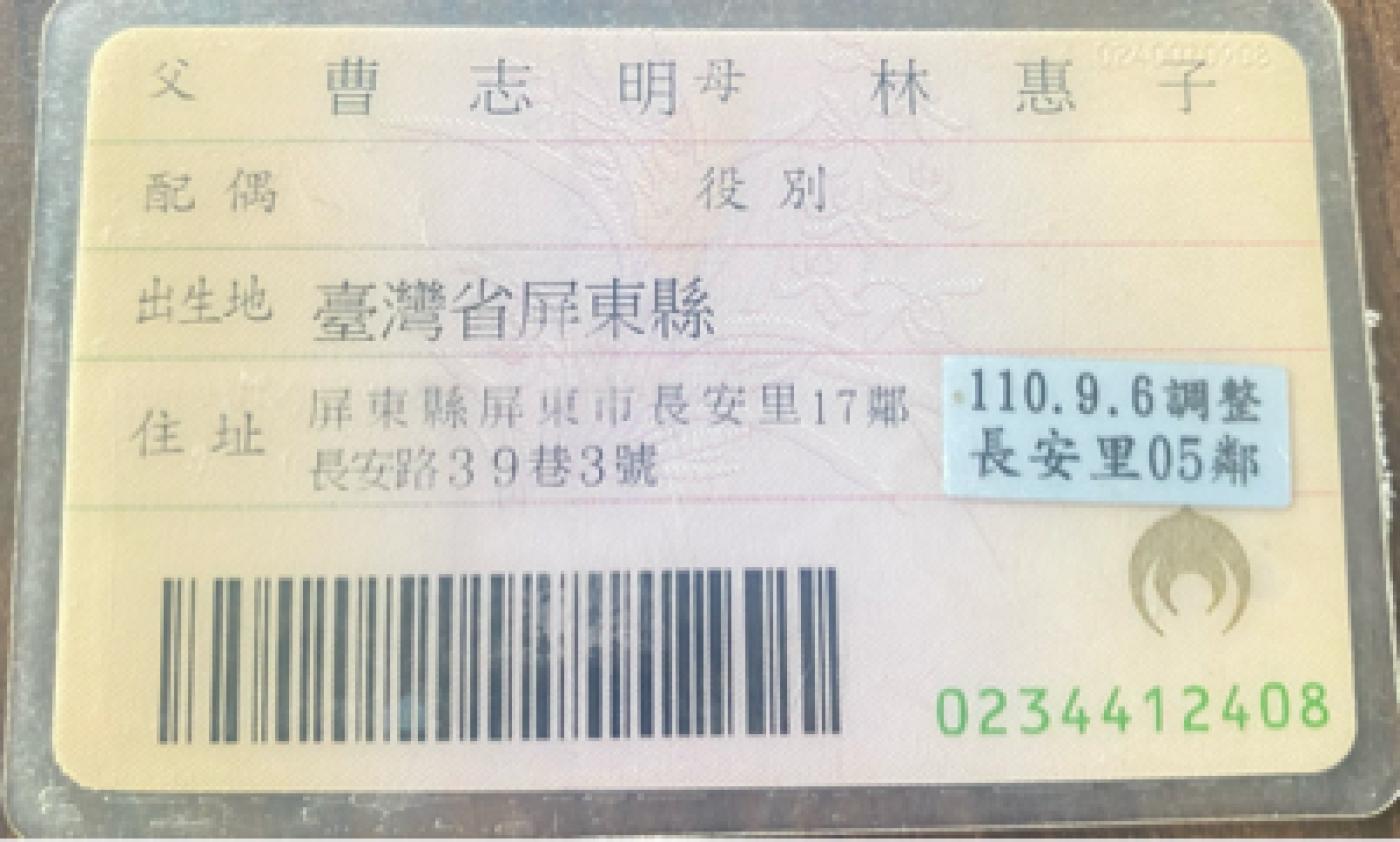 父 曹志明 母 林惠子
配偶 役別
出生地 臺灣省屏東縣
住址 屏東縣屏東市長安里17鄰
長安路39巷3號
110.9.6調整
長安里05鄰
0234412408